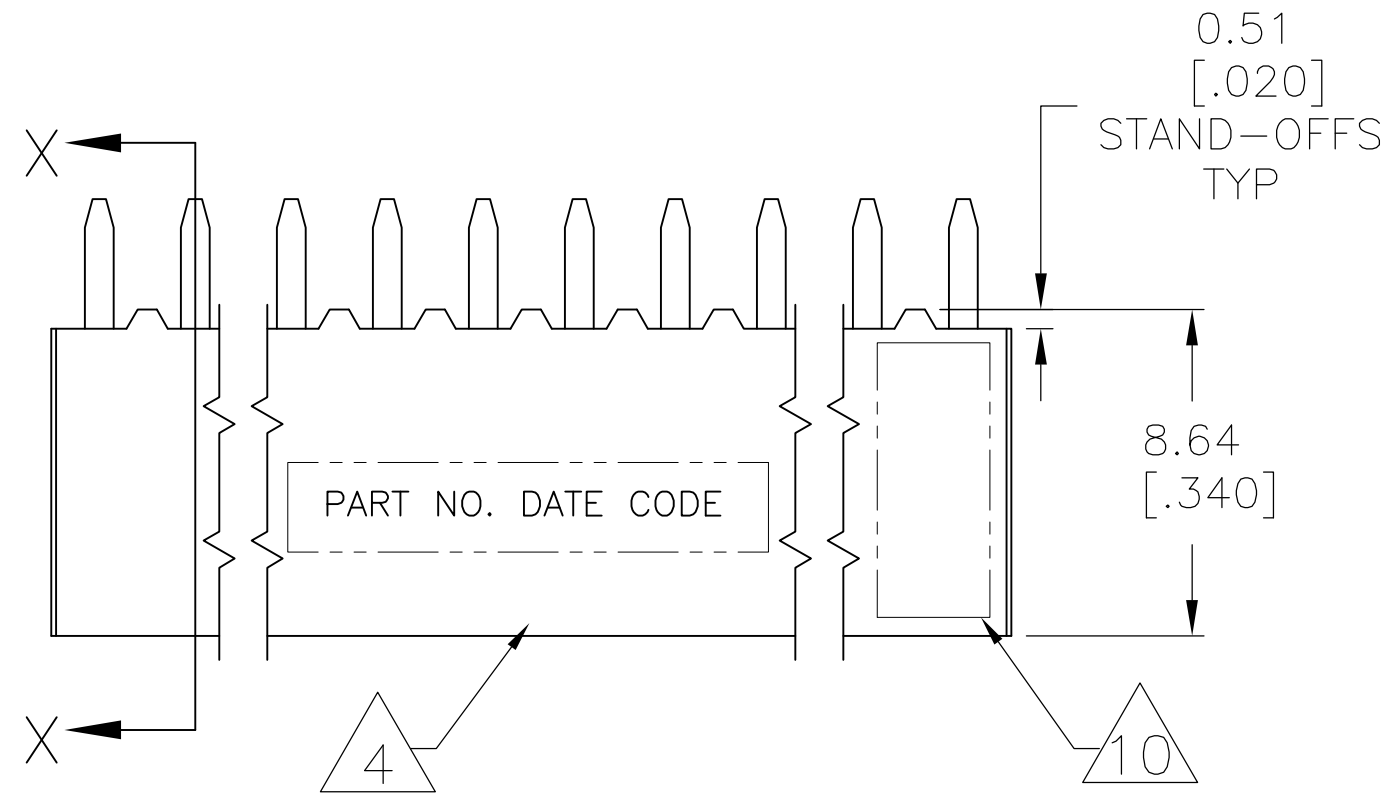 0.51
[.020]
STAND-OFFS
TYP
X
8.64
[.340]
PART NO. DATE CODE
X
4
10